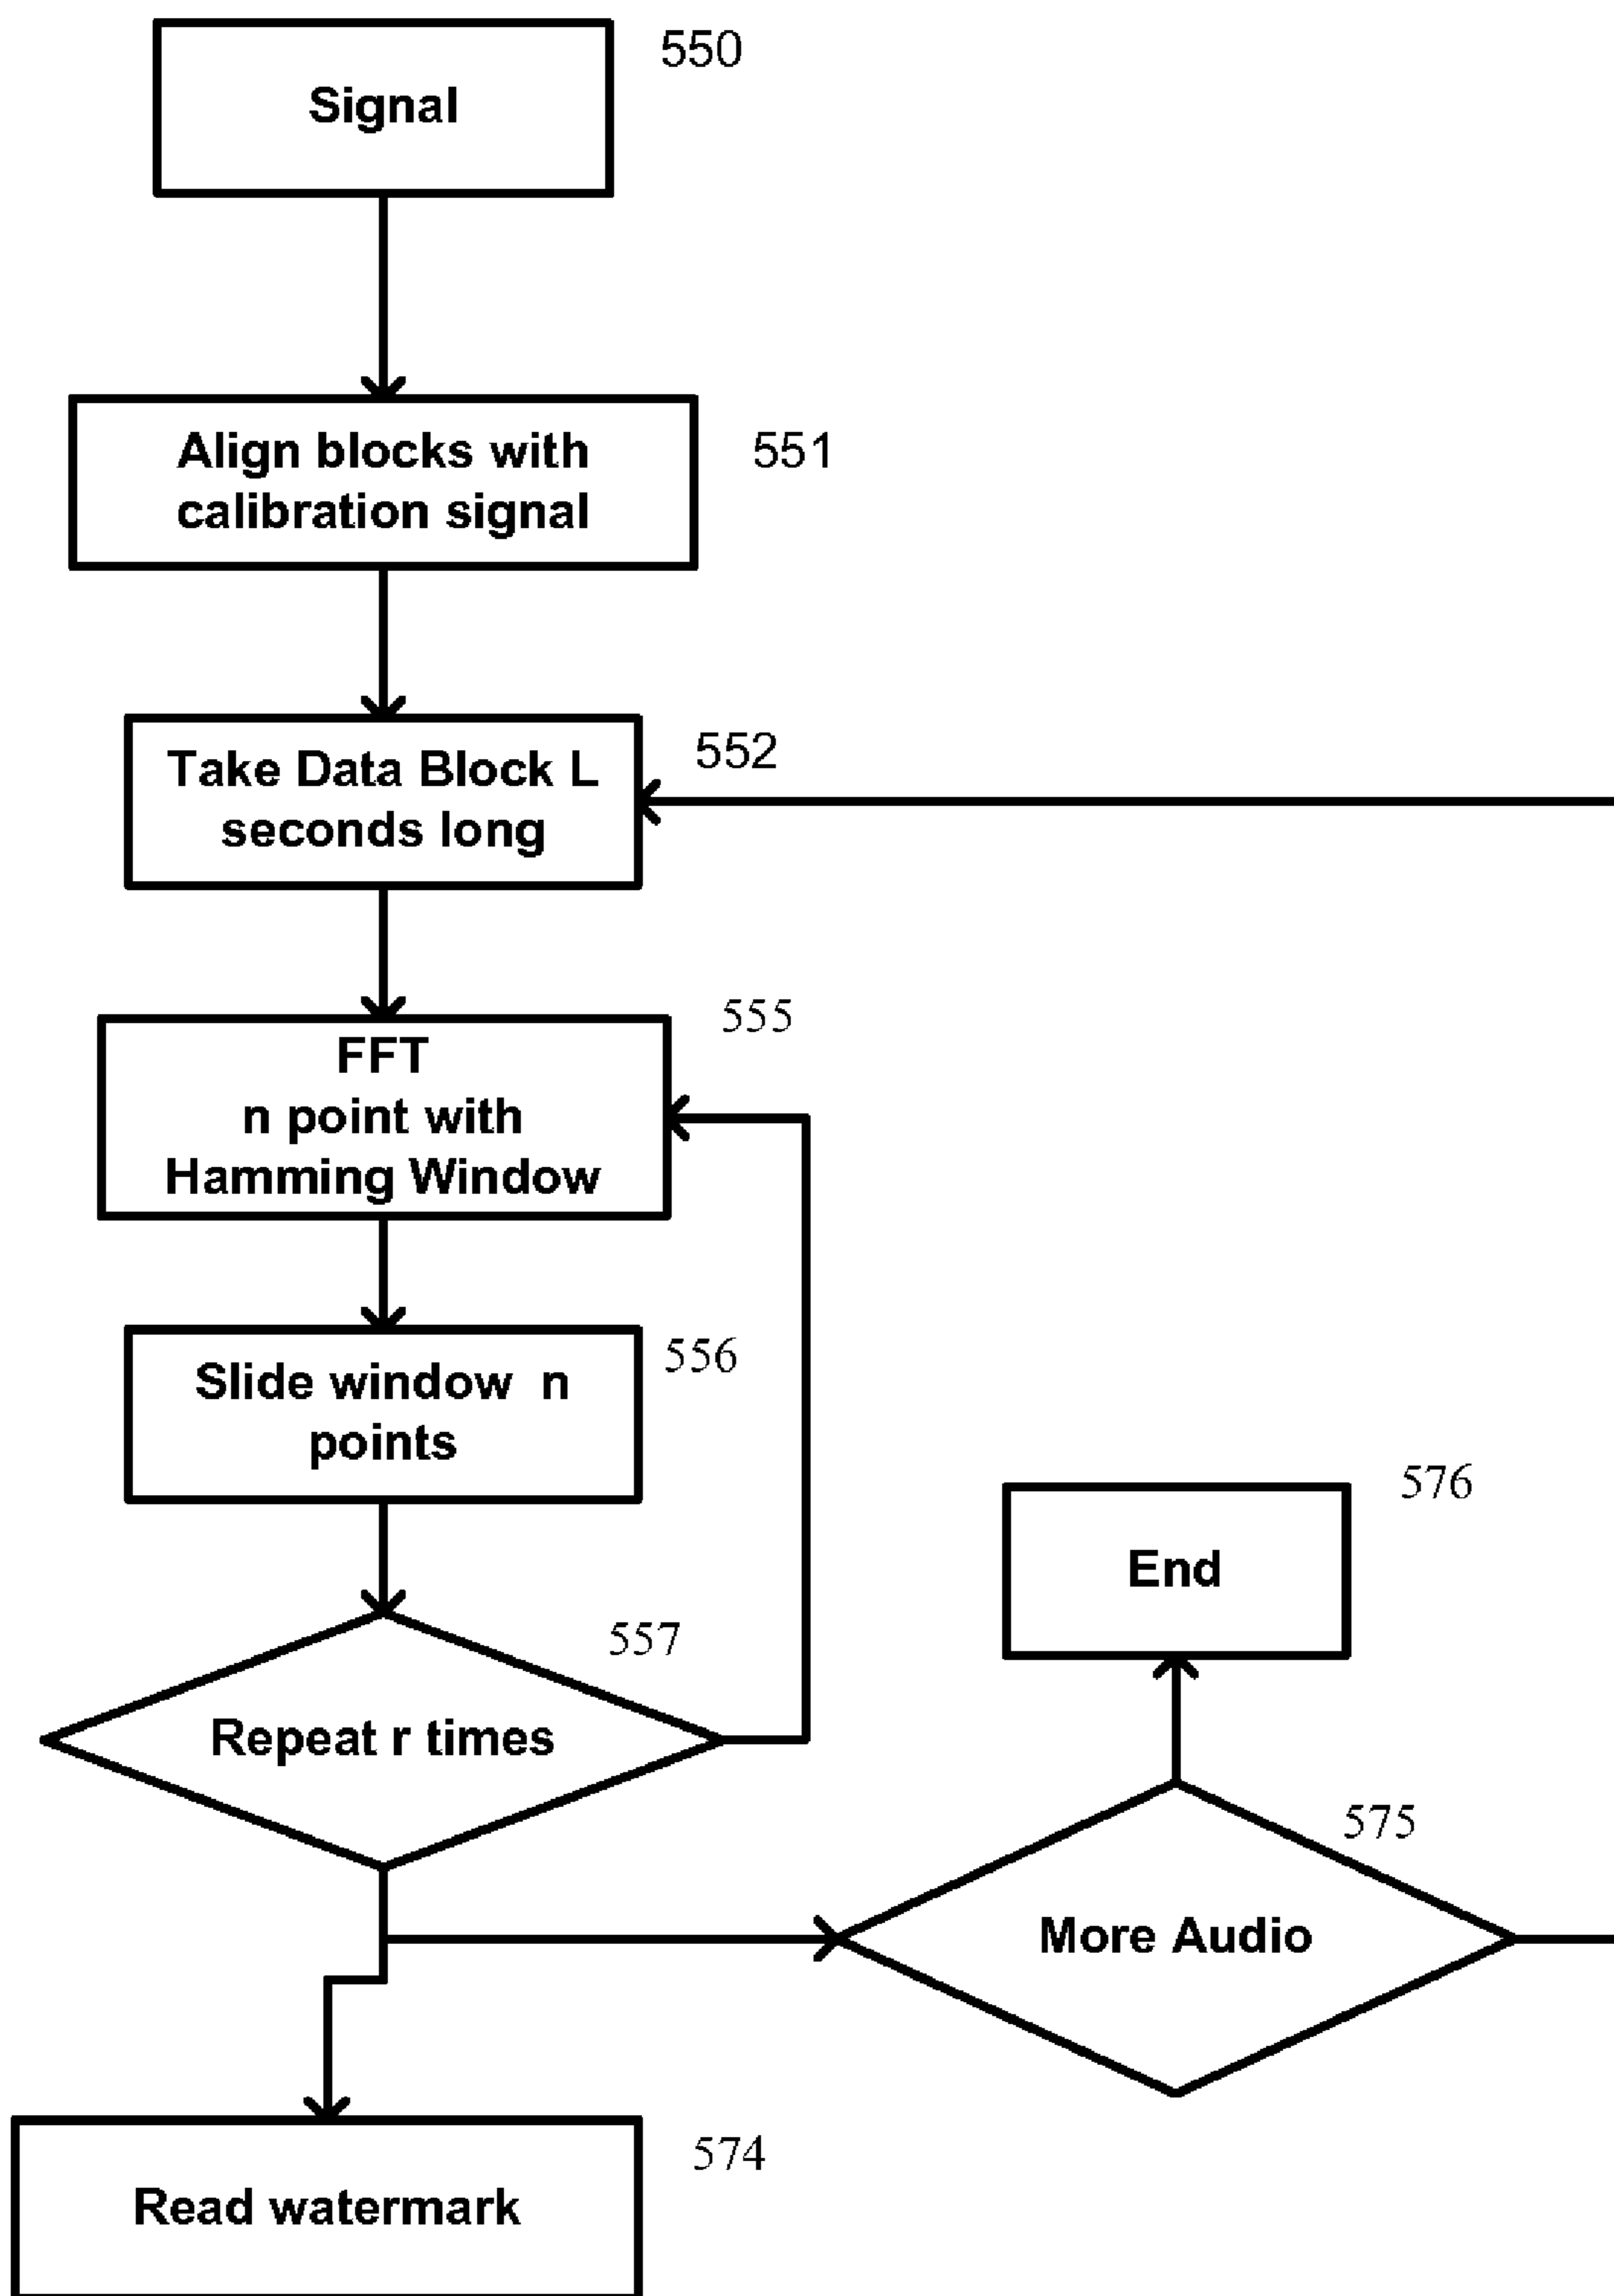 Signal
550
Align blocks with
calibration signal
551
Take Data Block L
seconds long
552
FFT
n point with
Hamming Window
555
Slide window  n
points
556
Repeat r times
557
End
576
More Audio
575
Read watermark
574